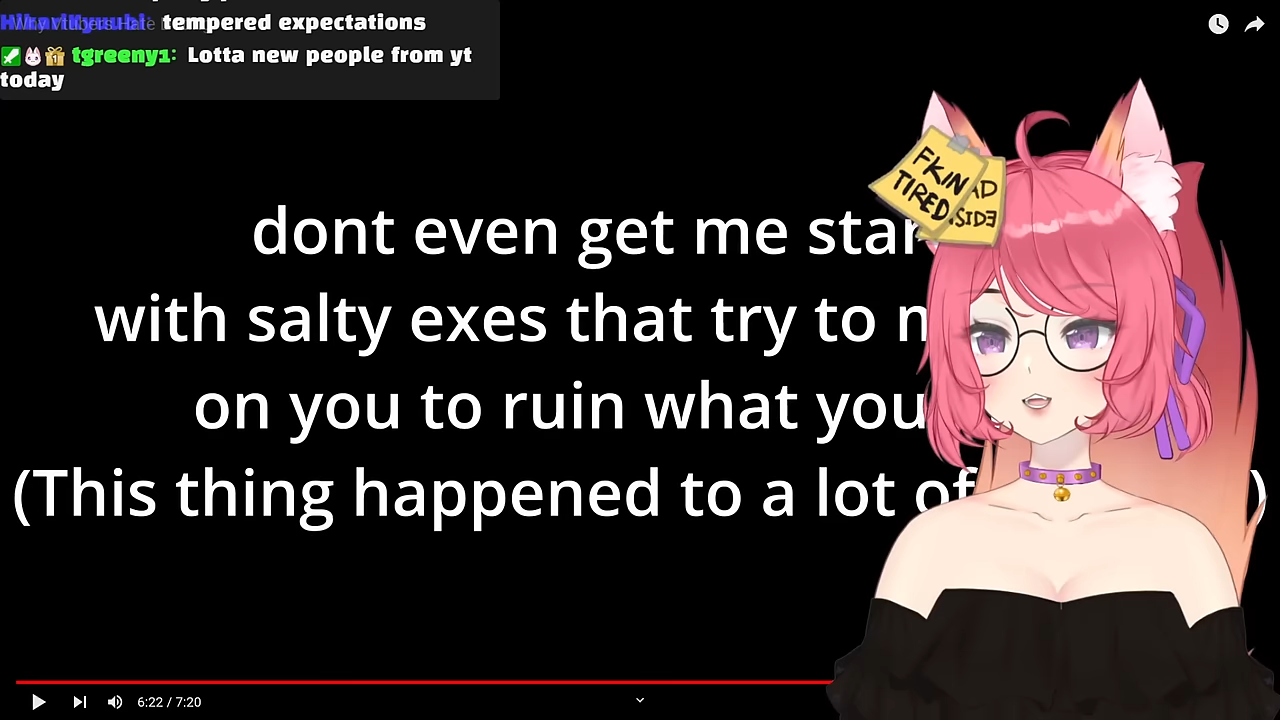 tempered expectations
tgreeny1: Lotta new people from yt
today
FKIN
TIRED
dont even get me star
with salty exes that try to
on you to ruin what you
(This thing happened to a lot of )
6:22 / 7:20